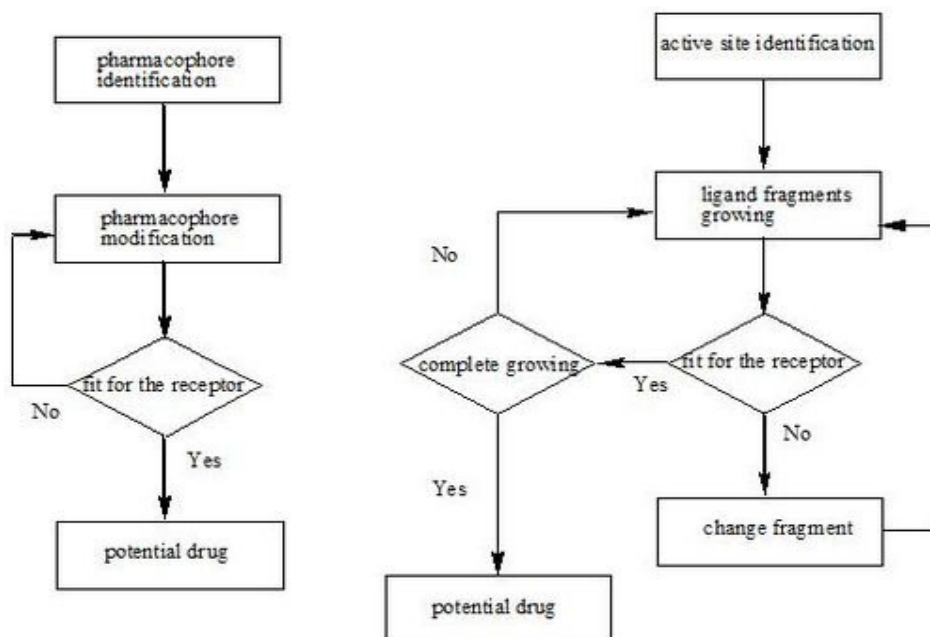 pharmacophore
identification
pharmacophore
modification
fit for the receptor
No
Yes
potential drug
active site identification
ligand fragments
growing
No
complete growing
Yes
fit for the receptor
No
Yes
change fragment
potential drug